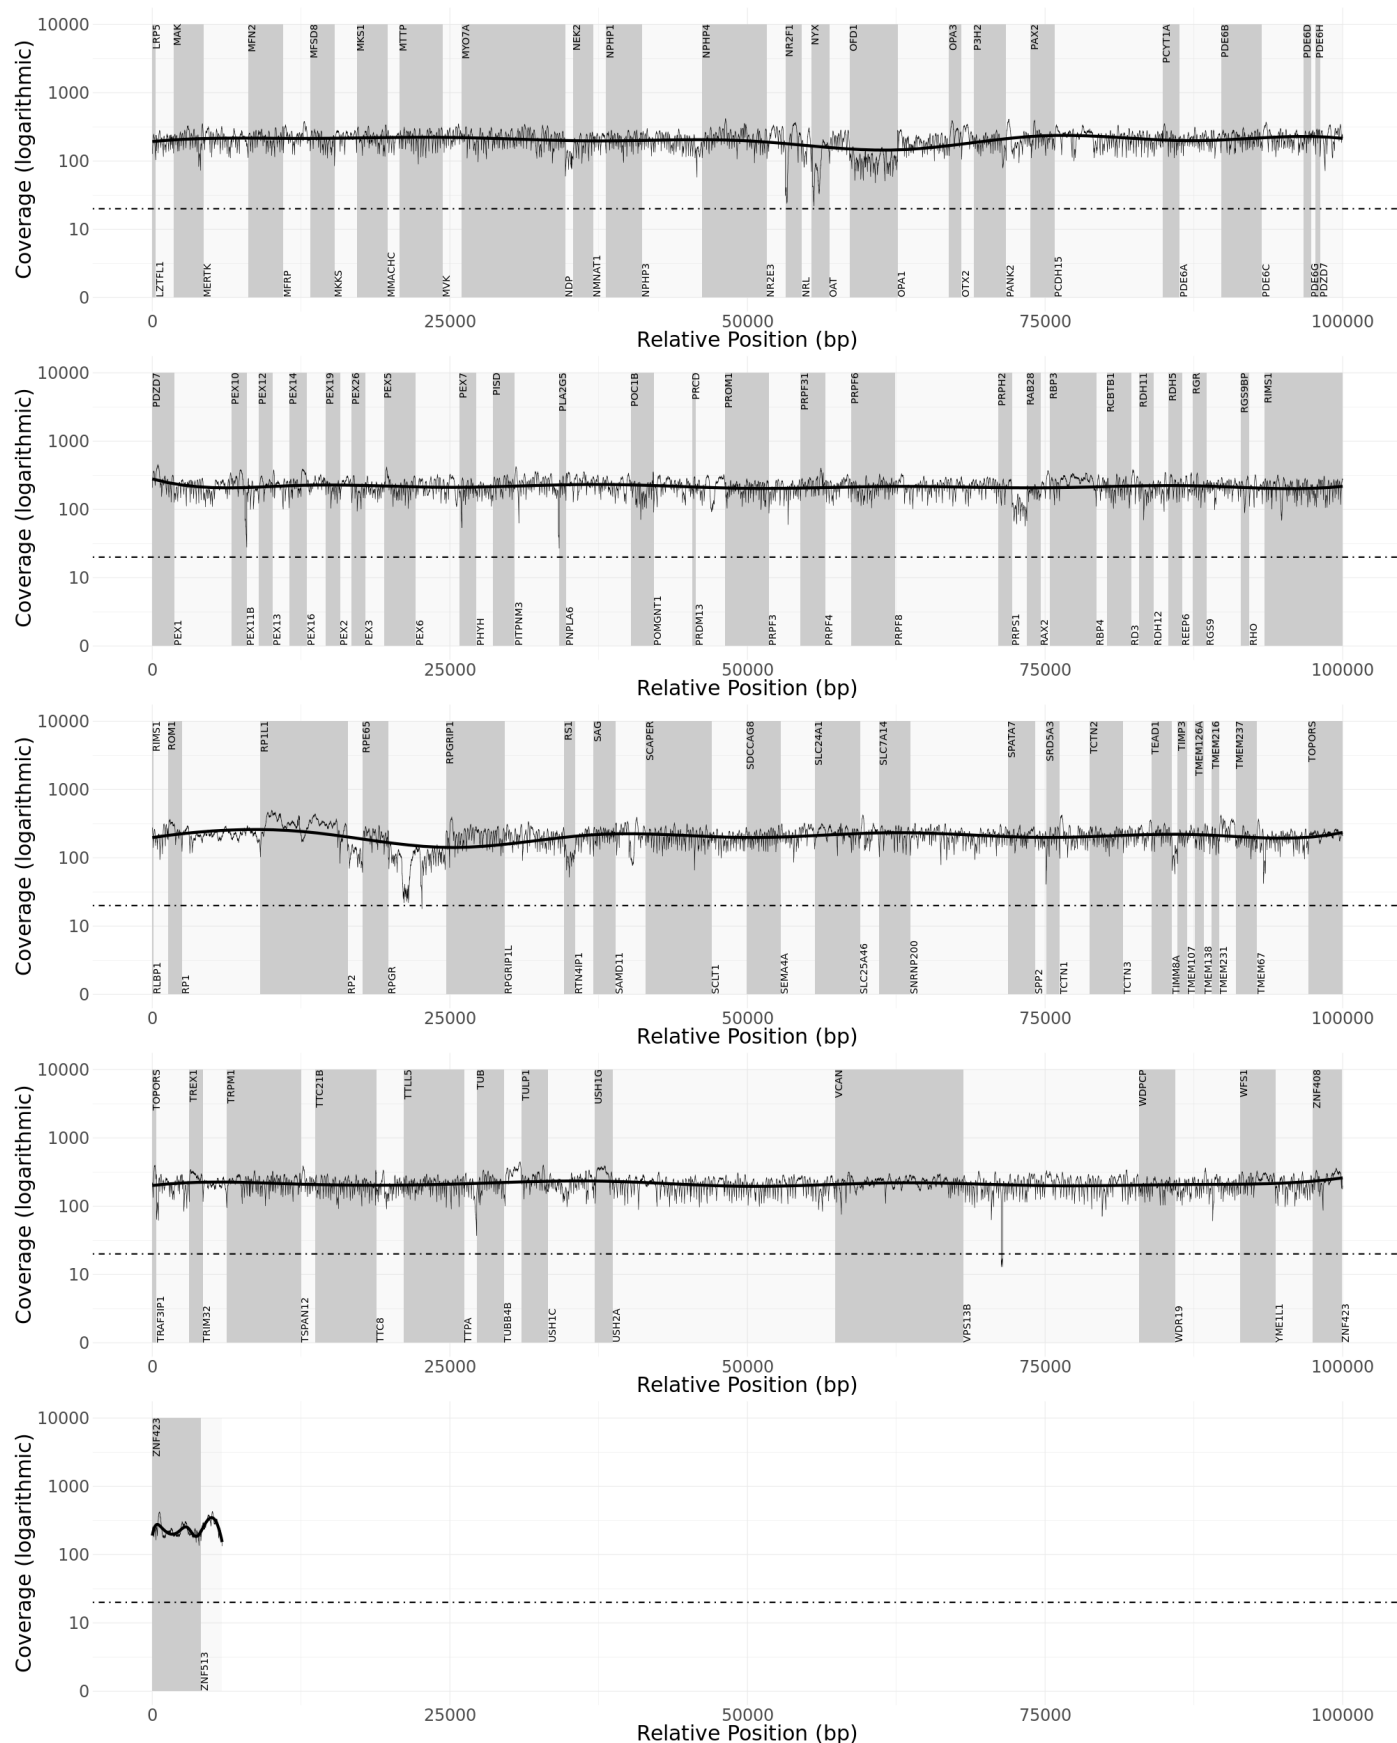 10000
1000
100
10
0
Coverage (logarithmic)
LRP5 MAK MFN2 MFSD8 MKS1 MTTP MYO7A NEK2 NPHP1 NPHP4 NR2F1 NYX OFD1 OPA3 P3H2 PAX2 PCYT1A PDE6B PDE6D PDE6H
LZTFL1 MERTK MFRP MKKS MMACHC MVK NDP NMNAT1 NPHP3 NR2E3 NRL OAT OPA1 OTX2 PANK2 PCDH15 PDE6A PDE6C PDE6G PDZD7
0 25000 50000 75000 100000
Relative Position (bp)
10000
1000
100
10
0
Coverage (logarithmic)
PDZD7 PEX10 PEX12 PEX14 PEX19 PEX26 PEX5 PEX7 PISD PLA2G5 POC1B PRCD PRDM1 PRPF31 PRPF6 PRPH2 RAB28 RBP3 RCBTB1 RDH11 RDH5 RGR RGS9BP RIMS1
PEX1 PEX11B PEX13 PEX16 PEX2 PEX3 PEX6 PHYH PITPNM3 PNPLA6 POMGNT1 PRDM13 PRPF3 PRPF4 PRPF8 PRPS1 RAX2 RBP4 RD3 RDH12 REEP6 RGS9 RHO
0 25000 50000 75000 100000
Relative Position (bp)
10000
1000
100
10
0
Coverage (logarithmic)
RIMS1 ROM1 RP1L1 RPE65 RPGRIP1 RS1 SAG SCAPER SDCCAG8 SLC24A1 SLC7A14 SPATA7 SRD5A3 TCTN2 TEAD1 TIMP3 TMEM126A TMEM216 TMEM237 TOPORS
RLBP1 RP1 RP2 RPGR RPGRIP1L RTN4IP1 SAMD11 SCLT1 SEMA4A SLC25A46 SNRNP200 SPP2 TCTN1 TCTN3 TIMM8A TMEM107 TMEM138 TMEM231 TMEM67
0 25000 50000 75000 100000
Relative Position (bp)
10000
1000
100
10
0
Coverage (logarithmic)
TOPORS TREX1 TRPM1 TTC21B TTLL5 TUB TULP1 USH1G VCAN WDPCP WFS1 ZNF408
TRAF3IP1 TRIM32 TSPAN12 TTC8 TTPA TUBB4B USH1C USH2A VPS13B WDR19 YME1L1 ZNF423
0 25000 50000 75000 100000
Relative Position (bp)
10000
1000
100
10
0
Coverage (logarithmic)
ZNF423
ZNF513
0 25000 50000 75000 100000
Relative Position (bp)